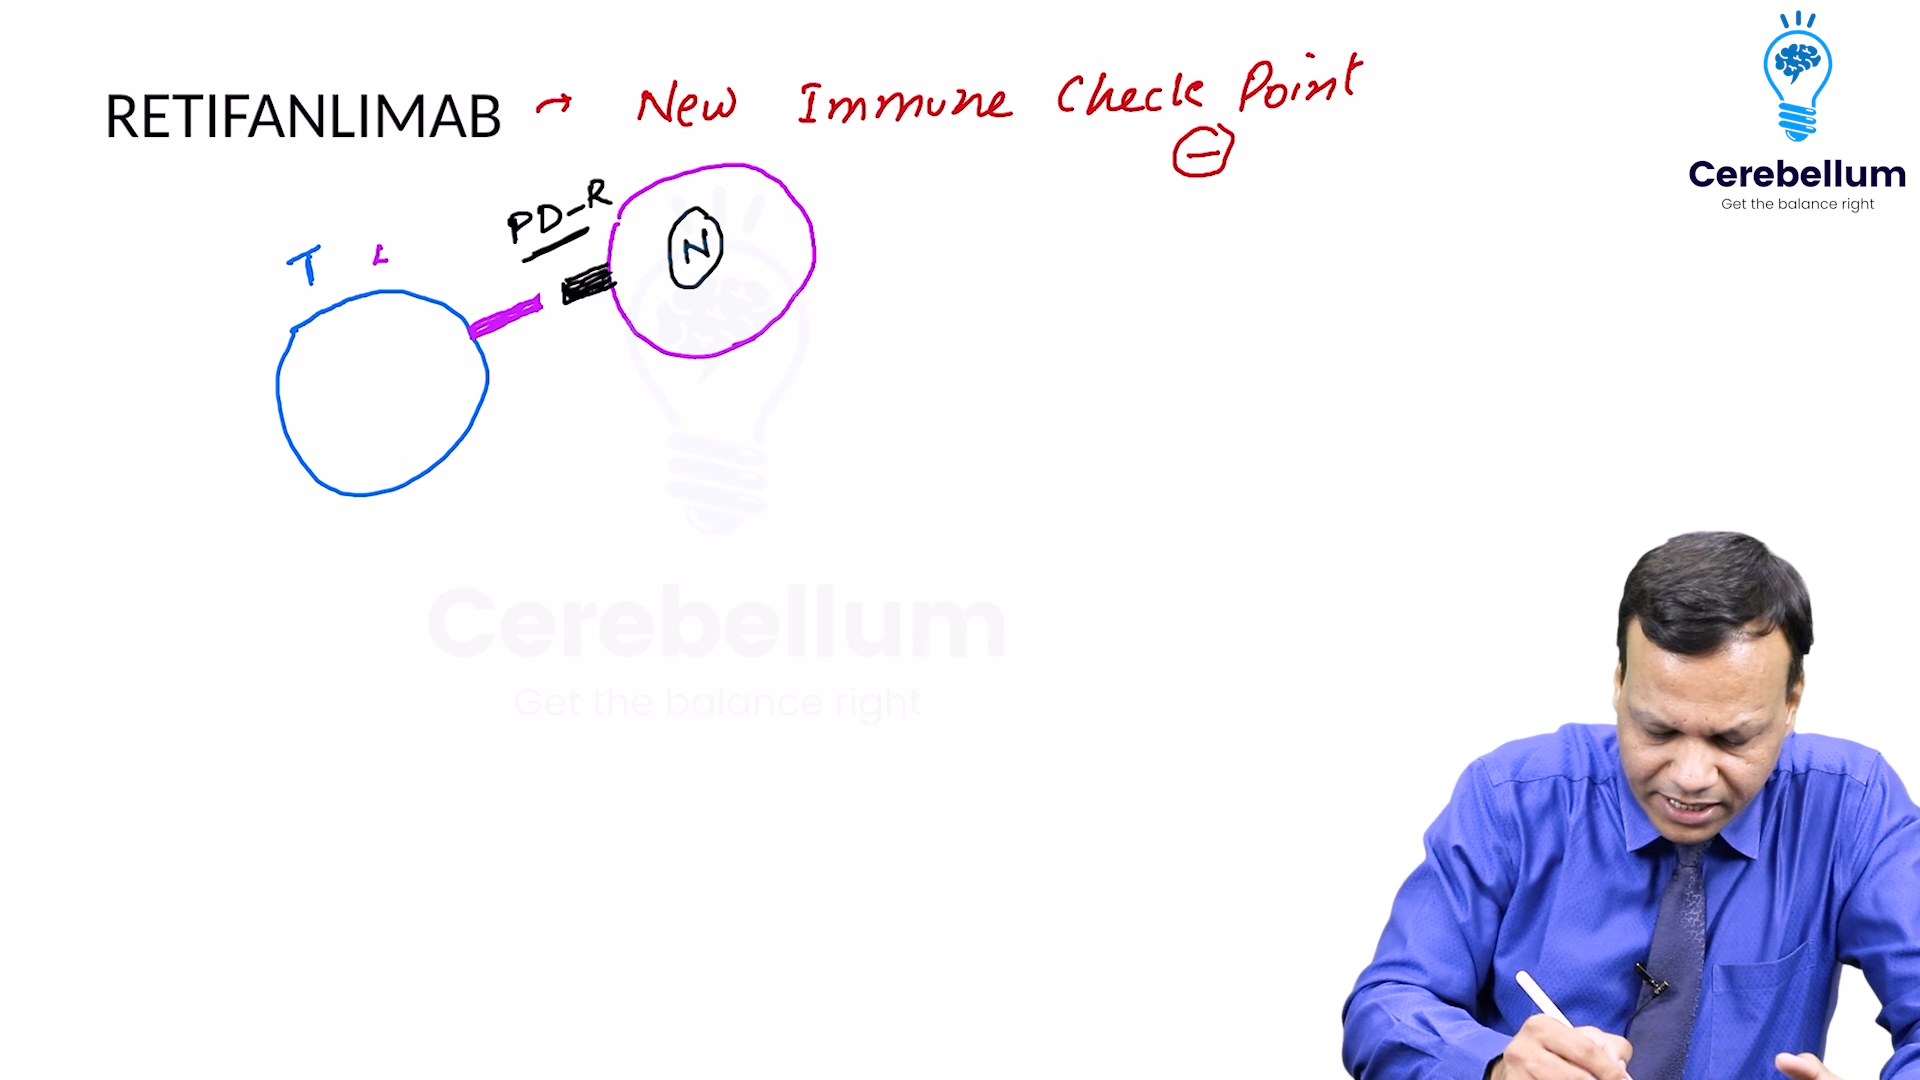 RETIFANLIMAB → New Immune Check Point
Cerebellum
Get the balance right
PD-R
N
T L
Cerebellum
Get the balance right